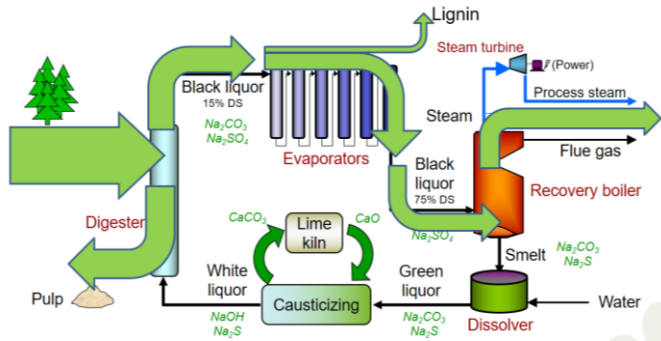 Lignin
Steam turbine
(Power)
Process steam
Black liquor
15% DS
Na₂CO₃
Na₂SO₄
Evaporators
Steam
Flue gas
Recovery boiler
Black
liquor
75% DS
Na₂SO₄
Digester
Pulp
CaCO₃
Lime
kiln
CaO
White
liquor
NaOH
Na₂S
Causticizing
Green
liquor
Na₂CO₃
Na₂S
Smelt
Na₂CO₃
Na₂S
Water
Dissolver